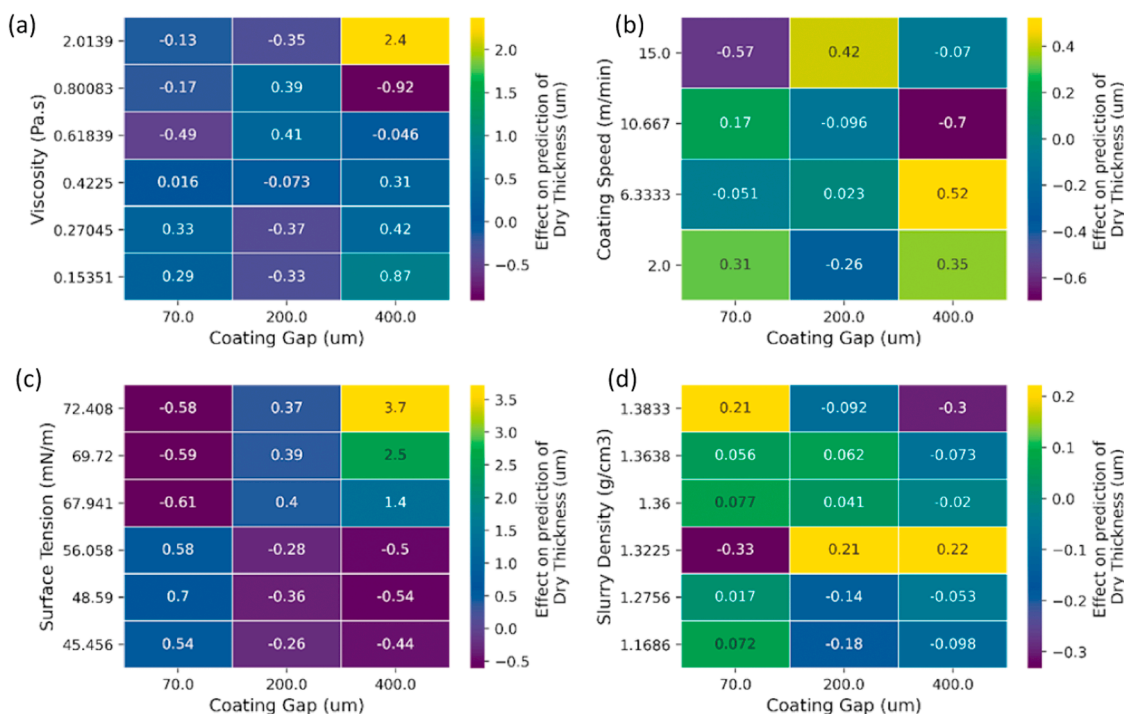 (a)
Viscosity (Pa.s)
2.0139 -0.13 -0.35 2.4
0.80083 -0.17 0.39 -0.92
0.61839 -0.49 0.41 -0.046
0.4225 0.016 -0.073 0.31
0.27045 0.33 -0.37 0.42
0.15351 0.29 -0.33 0.87
70.0 200.0 400.0
Coating Gap (um)
2.0
1.5
1.0
0.5
0.0
−0.5
Effect on prediction of
Dry Thickness (um)
(b)
Coating Speed (m/min)
15.0 -0.57 0.42 -0.07
10.667 0.17 -0.096 -0.7
6.3333 -0.051 0.023 0.52
2.0 0.31 -0.26 0.35
70.0 200.0 400.0
Coating Gap (um)
0.4
0.2
0.0
−0.2
−0.4
−0.6
Effect on prediction of
Dry Thickness (um)
(c)
Surface Tension (mN/m)
72.408 -0.58 0.37 3.7
69.72 -0.59 0.39 2.5
67.941 -0.61 0.4 1.4
56.058 0.58 -0.28 -0.5
48.59 0.7 -0.36 -0.54
45.456 0.54 -0.26 -0.44
70.0 200.0 400.0
Coating Gap (um)
3.5
3.0
2.5
2.0
1.5
1.0
0.5
0.0
−0.5
Effect on prediction of
Dry Thickness (um)
(d)
Slurry Density (g/cm3)
1.3833 0.21 -0.092 -0.3
1.3638 0.056 0.062 -0.073
1.36 0.077 0.041 -0.02
1.3225 -0.33 0.21 0.22
1.2756 0.017 -0.14 -0.053
1.1686 0.072 -0.18 -0.098
70.0 200.0 400.0
Coating Gap (um)
0.2
0.1
0.0
−0.1
−0.2
−0.3
Effect on prediction of
Dry Thickness (um)